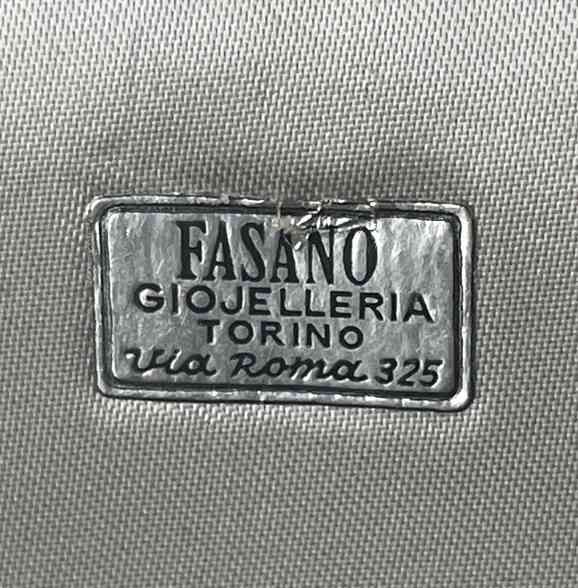 FASANO
GIOJELLERIA
TORINO
Via Roma 325